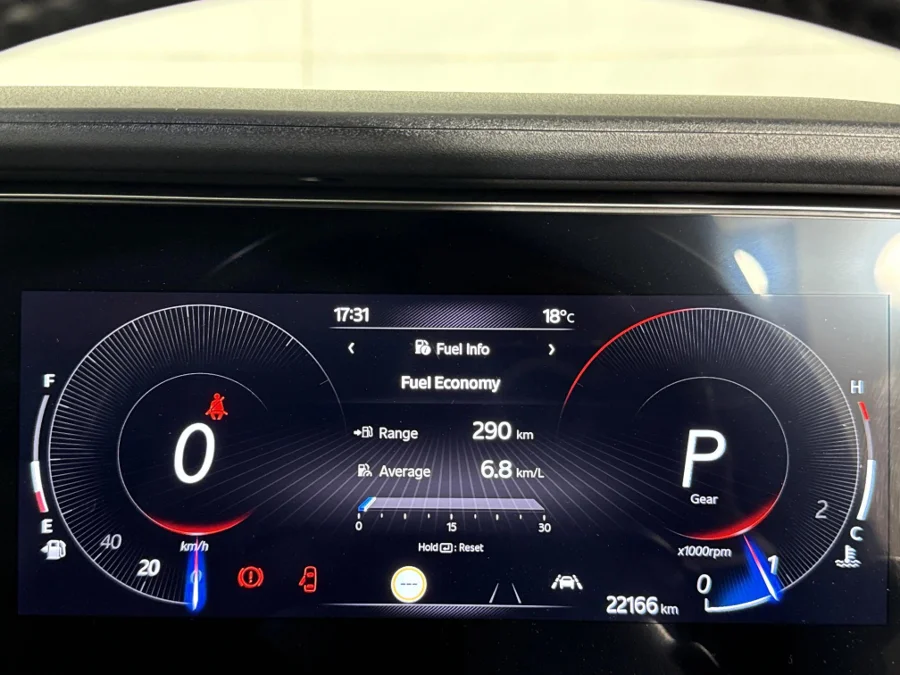 17:31 18°C
Fuel Info
Fuel Economy
F
H
Range 290 km
0
P
Average 6.8 km/L
Gear
E
0 15 30
2
C
40
km/h
Hold : Reset
x1000rpm
20
1
0
---
22166 km